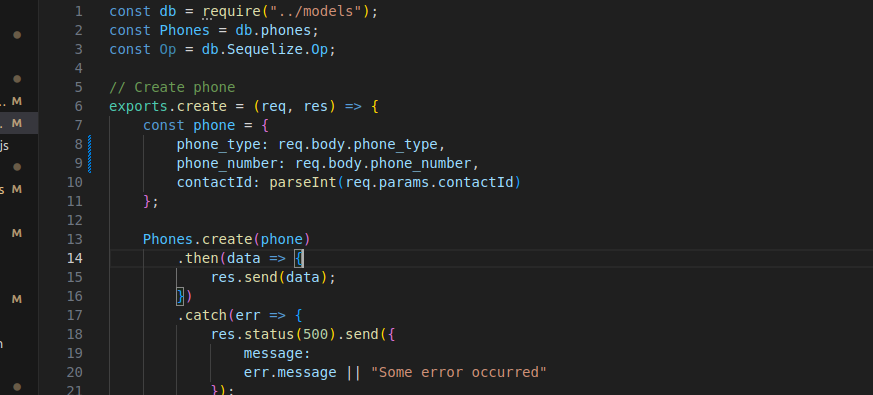 1 const db = require("../models");
2 const Phones = db.phones;
3 const Op = db.Sequelize.Op;
4
5 // Create phone
6 exports.create = (req, res) => {
7 const phone = {
8 phone_type: req.body.phone_type,
9 phone_number: req.body.phone_number,
10 contactId: parseInt(req.params.contactId)
11 };
12
13 Phones.create(phone)
14 .then(data => {
15 res.send(data);
16 })
17 .catch(err => {
18 res.status(500).send({
19 message:
20 err.message || "Some error occurred"
21 });
.. M
. M
js
s M
M
M
n